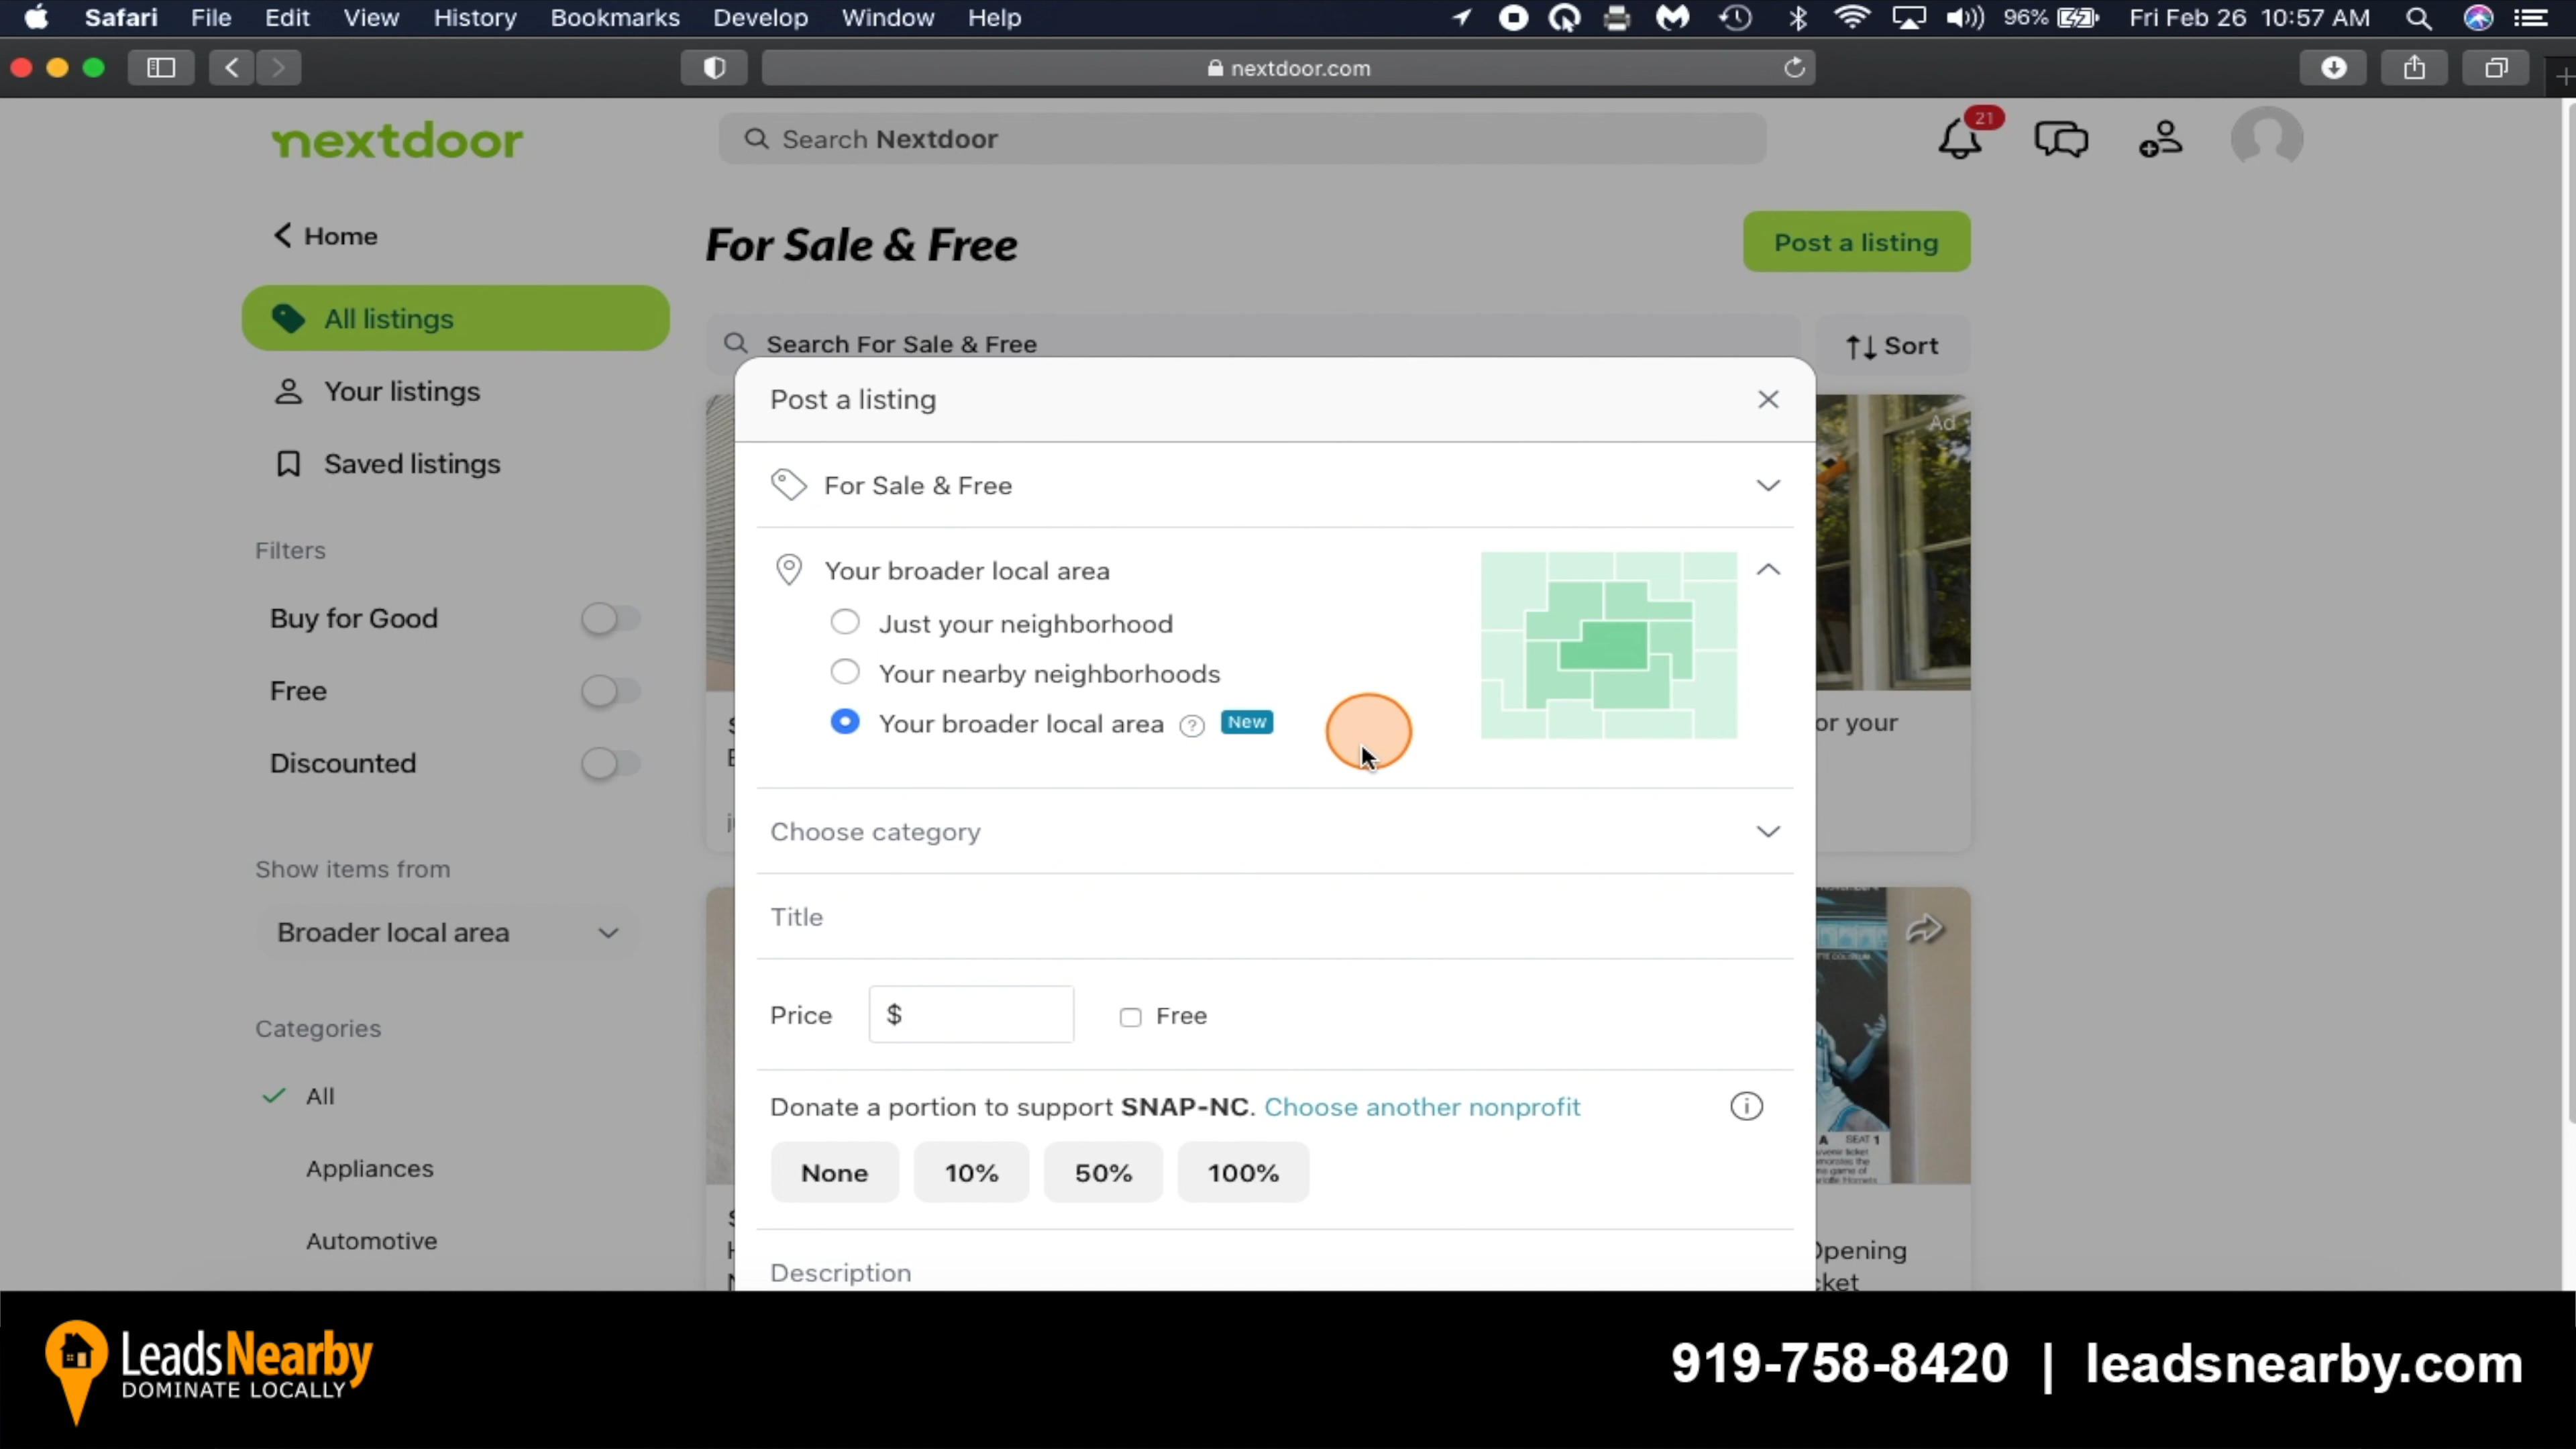 Safari File Edit View History Bookmarks Develop Window Help 96% Fri Feb 26 10:57 AM
nextdoor.com
nextdoor
Search Nextdoor
21
Home
For Sale & Free
Post a listing
All listings
Search For Sale & Free
Sort
Your listings
Saved listings
Filters
Buy for Good
Free
Discounted
Show items from
Broader local area
Categories
All
Appliances
Automotive
Post a listing
For Sale & Free
Your broader local area
Just your neighborhood
Your nearby neighborhoods
Your broader local area ? New
Choose category
Title
Price $ Free
Donate a portion to support SNAP-NC. Choose another nonprofit
None 10% 50% 100%
Description
Ad
or your
A SEAT 1
Opening
cket
LeadsNearby
DOMINATE LOCALLY
919-758-8420 | leadsnearby.com